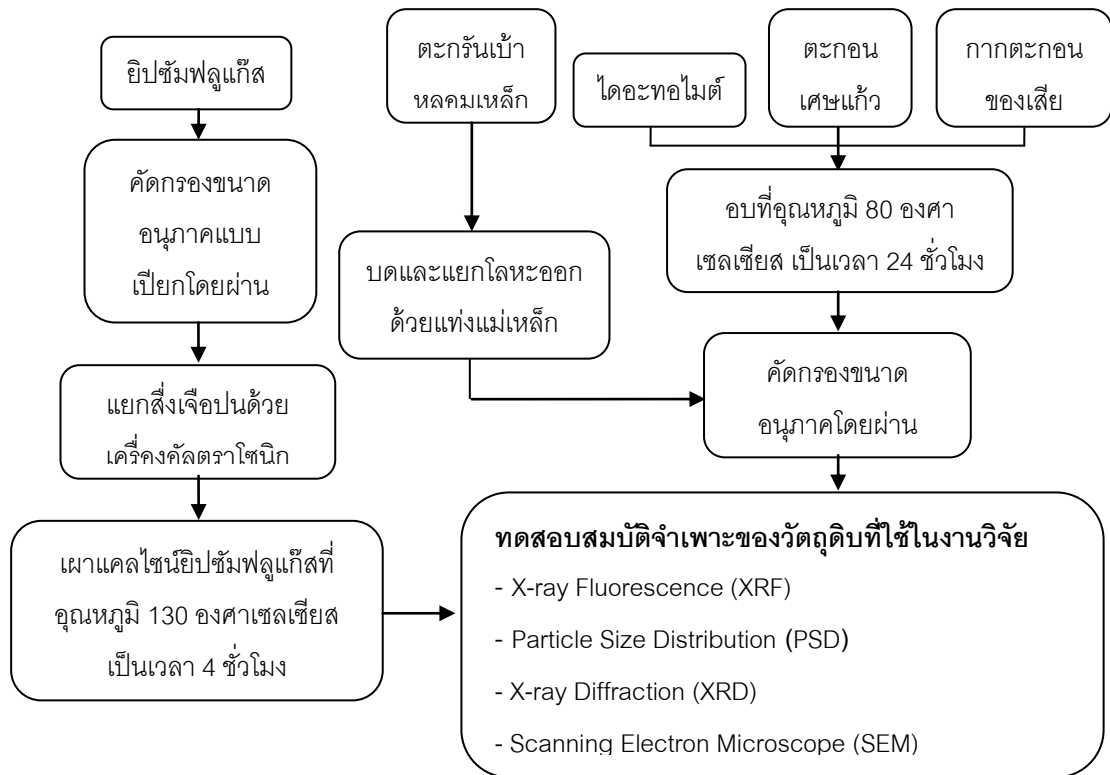 ยิปซัมฟลูแก๊ส
คัดกรองขนาด
อนุภาคแบบ
เปียกโดยผ่าน
แยกสิ่งเจือปนด้วย
เครื่องคัลตราโซนิก
เผาแคลไซน์ยิปซัมฟลูแก๊สที่
อุณหภูมิ 130 องศาเซลเซียส
เป็นเวลา 4 ชั่วโมง
ตะกรันเบ้า
หลอมเหล็ก
บดและแยกโลหะออก
ด้วยแท่งแม่เหล็ก
ไดอะทอไมต์
ตะกอน
เศษแก้ว
กากตะกอน
ของเสีย
อบที่อุณหภูมิ 80 องศา
เซลเซียส เป็นเวลา 24 ชั่วโมง
คัดกรองขนาด
อนุภาคโดยผ่าน
ทดสอบสมบัติจำเพาะของวัตถุดิบที่ใช้ในงานวิจัย
- X-ray Fluorescence (XRF)
- Particle Size Distribution (PSD)
- X-ray Diffraction (XRD)
- Scanning Electron Microscope (SEM)